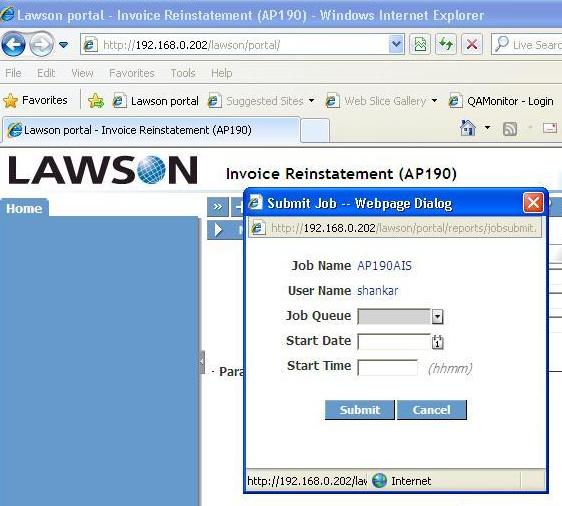 Lawson portal - Invoice Reinstatement (AP190) - Windows Internet Explorer
http://192.168.0.202/lawson/portal/
Live Sear
File Edit View Favorites Tools Help
Favorites Lawson portal Suggested Sites Web Slice Gallery QAMonitor - Login
Lawson portal - Invoice Reinstatement (AP190)
LAWSON Invoice Reinstatement (AP190)
Home
Submit Job -- Webpage Dialog
http://192.168.0.202/lawson/portal/reports/jobsubmit.
Job Name AP190AIS
User Name shankar
Job Queue
Start Date 1
Start Time (hhmm)
Para
Submit Cancel
http://192.168.0.202/la Internet